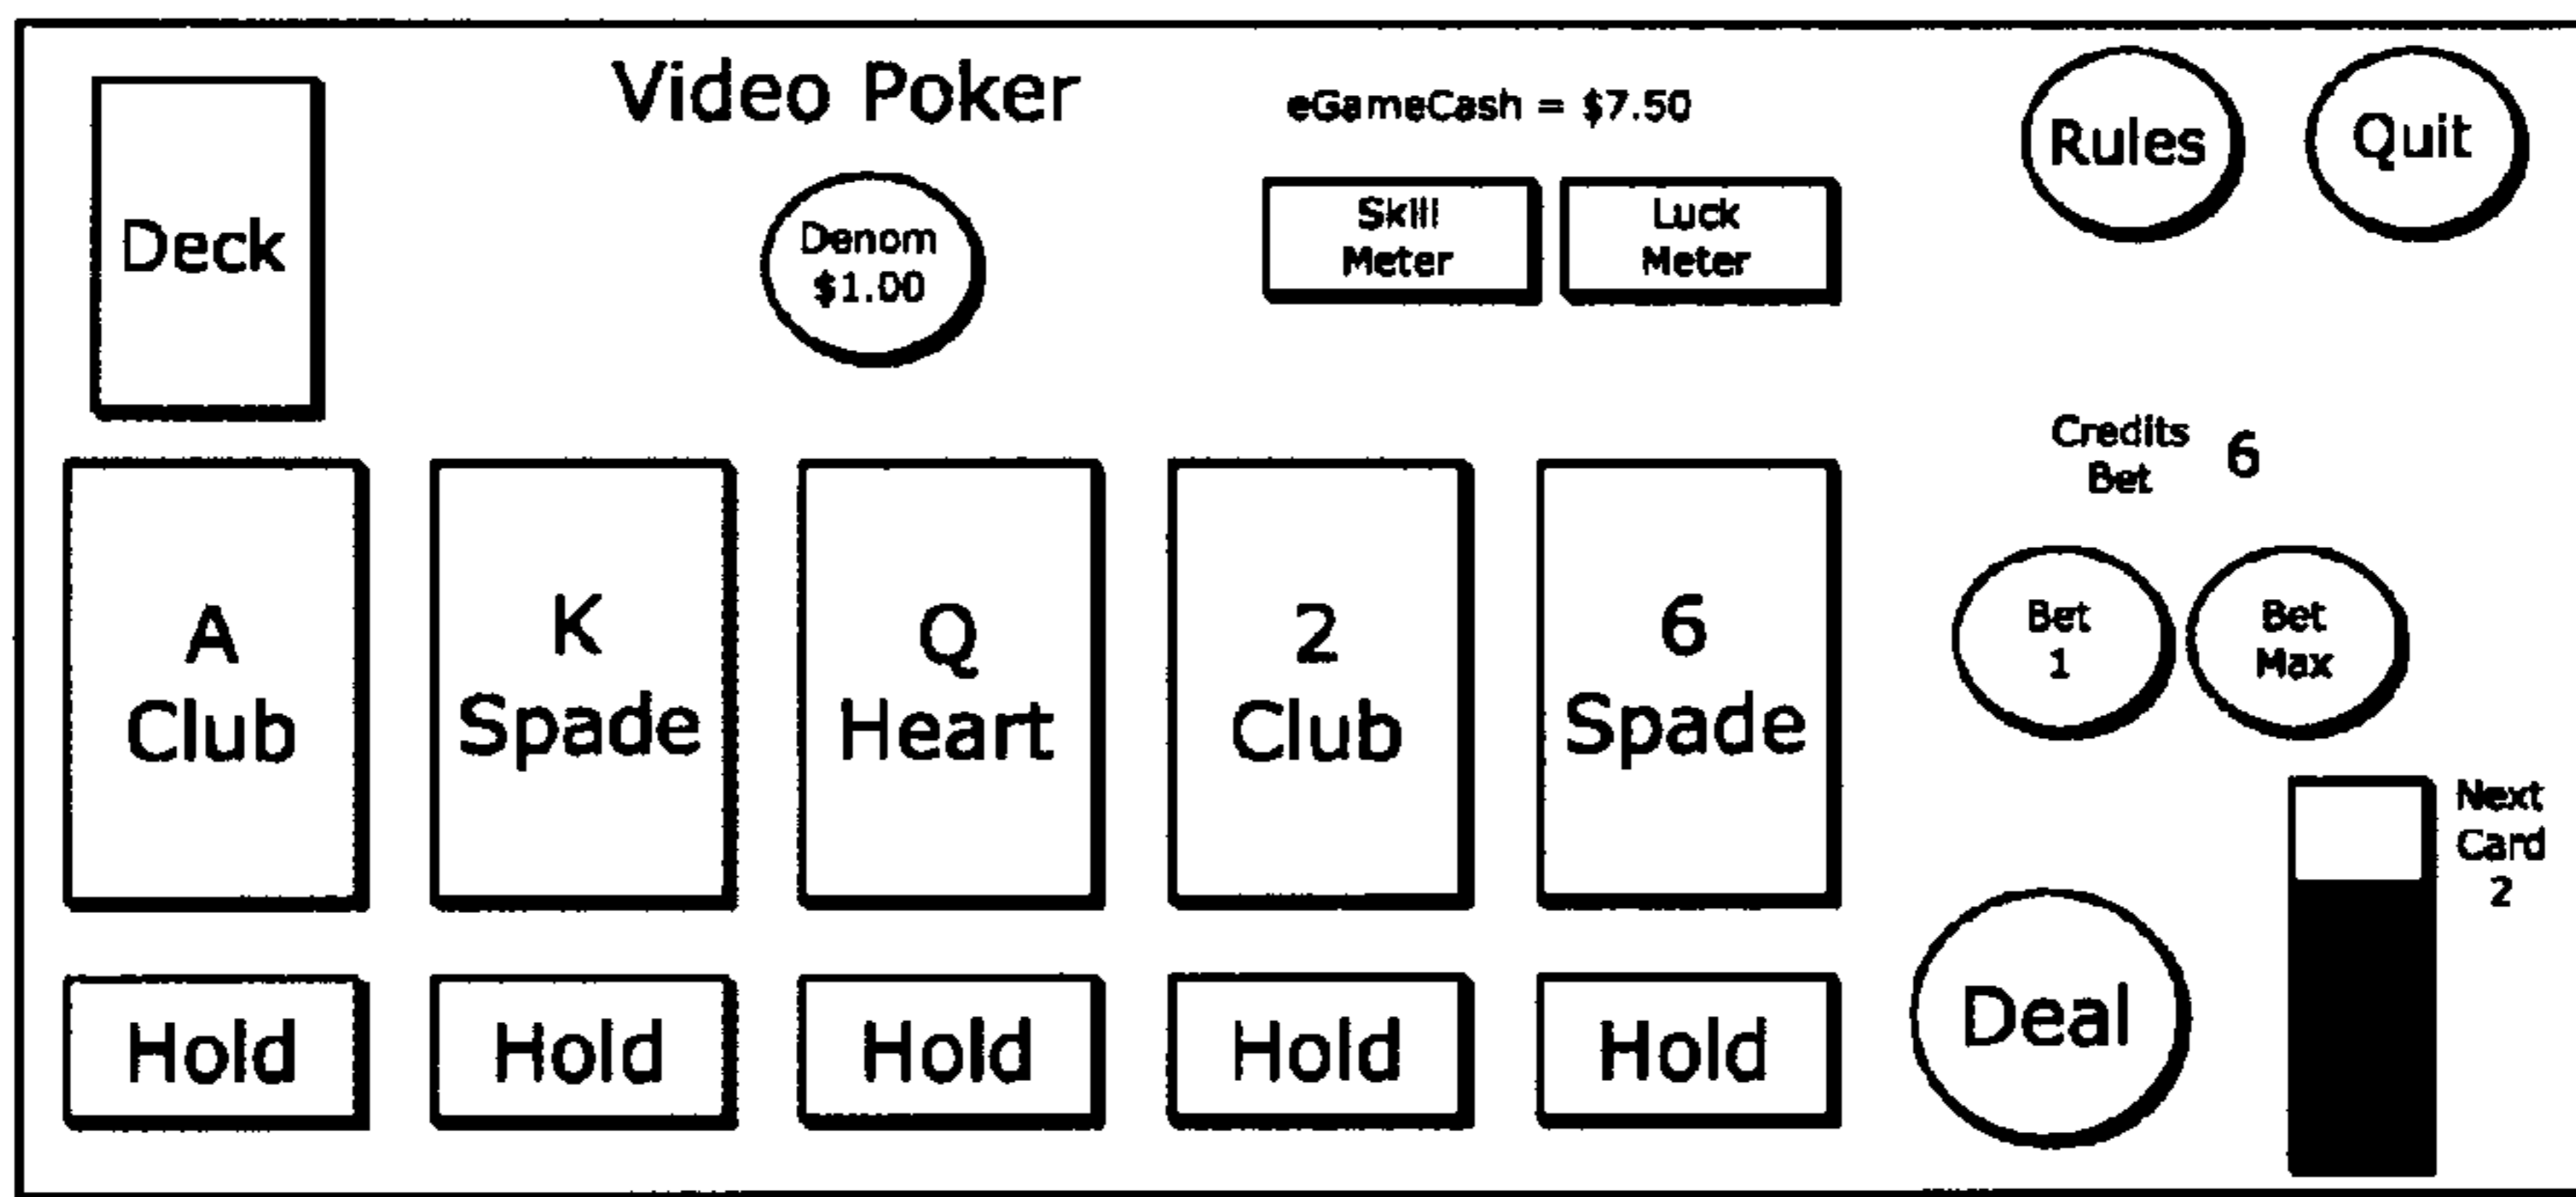 Video Poker
eGameCash = $7.50
Rules
Quit
Deck
Denom
$1.00
Skill
Meter
Luck
Meter
Credits
Bet
6
A
Club
K
Spade
Q
Heart
2
Club
6
Spade
Bet
1
Bet
Max
Next
Card
2
Deal
Hold
Hold
Hold
Hold
Hold